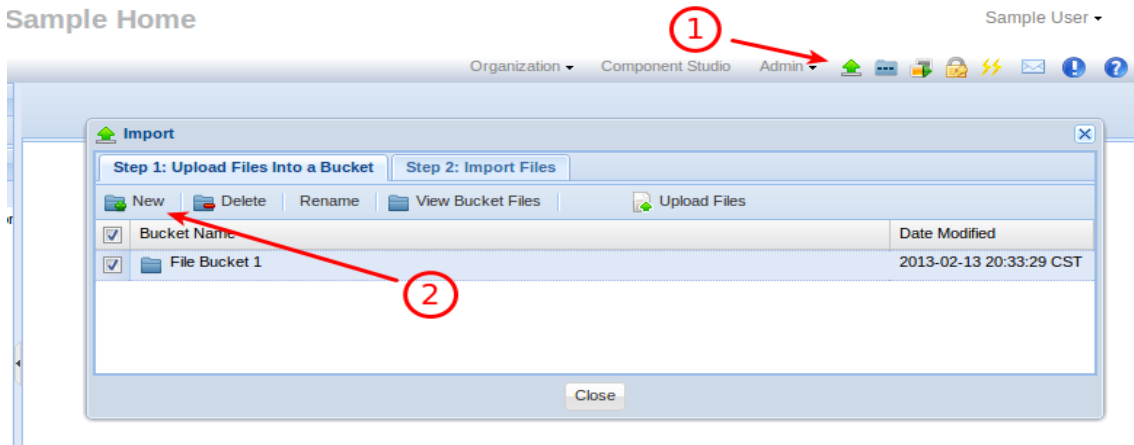 Sample Home
Sample User
1
Organization Component Studio Admin
Import
Step 1: Upload Files Into a Bucket Step 2: Import Files
New Delete Rename View Bucket Files Upload Files
Bucket Name Date Modified
File Bucket 1 2013-02-13 20:33:29 CST
2
Close